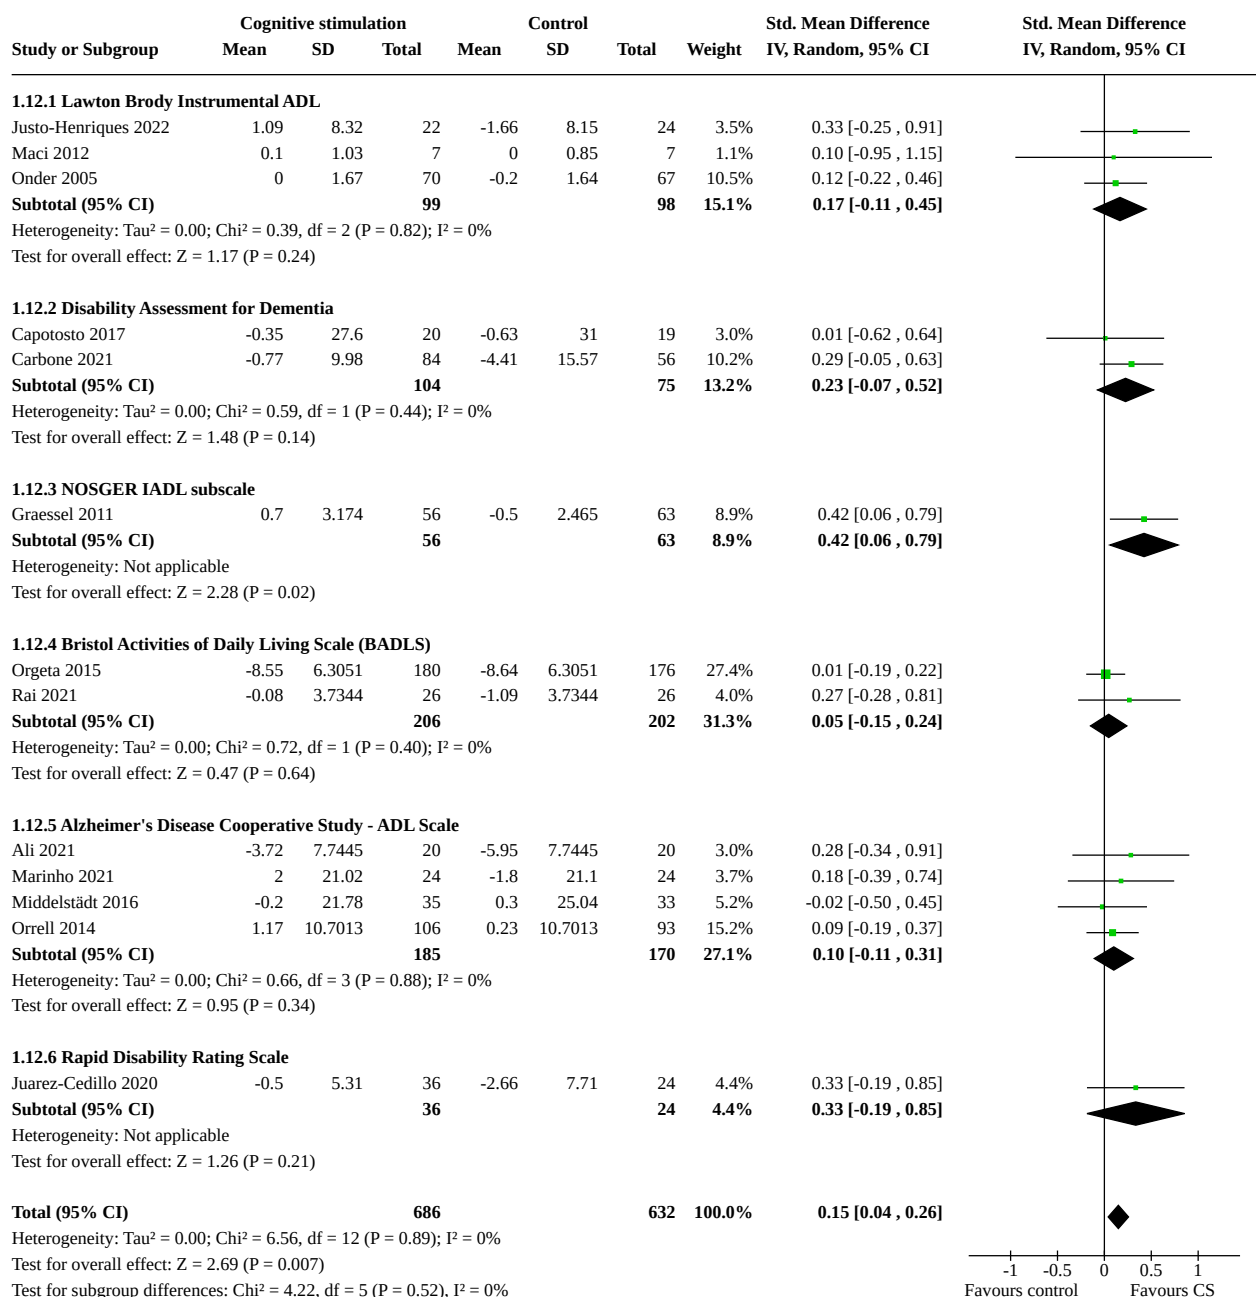 Cognitive stimulation Control Std. Mean Difference Std. Mean Difference
Study or Subgroup Mean SD Total Mean SD Total Weight IV, Random, 95% CI IV, Random, 95% CI
1.12.1 Lawton Brody Instrumental ADL
Justo-Henriques 2022 1.09 8.32 22 -1.66 8.15 24 3.5% 0.33 [-0.25 , 0.91]
Maci 2012 0.1 1.03 7 0 0.85 7 1.1% 0.10 [-0.95 , 1.15]
Onder 2005 0 1.67 70 -0.2 1.64 67 10.5% 0.12 [-0.22 , 0.46]
Subtotal (95% CI) 99 98 15.1% 0.17 [-0.11 , 0.45]
Heterogeneity: Tau² = 0.00; Chi² = 0.39, df = 2 (P = 0.82); I² = 0%
Test for overall effect: Z = 1.17 (P = 0.24)
1.12.2 Disability Assessment for Dementia
Capotosto 2017 -0.35 27.6 20 -0.63 31 19 3.0% 0.01 [-0.62 , 0.64]
Carbone 2021 -0.77 9.98 84 -4.41 15.57 56 10.2% 0.29 [-0.05 , 0.63]
Subtotal (95% CI) 104 75 13.2% 0.23 [-0.07 , 0.52]
Heterogeneity: Tau² = 0.00; Chi² = 0.59, df = 1 (P = 0.44); I² = 0%
Test for overall effect: Z = 1.48 (P = 0.14)
1.12.3 NOSGER IADL subscale
Graessel 2011 0.7 3.174 56 -0.5 2.465 63 8.9% 0.42 [0.06 , 0.79]
Subtotal (95% CI) 56 63 8.9% 0.42 [0.06 , 0.79]
Heterogeneity: Not applicable
Test for overall effect: Z = 2.28 (P = 0.02)
1.12.4 Bristol Activities of Daily Living Scale (BADLS)
Orgeta 2015 -8.55 6.3051 180 -8.64 6.3051 176 27.4% 0.01 [-0.19 , 0.22]
Rai 2021 -0.08 3.7344 26 -1.09 3.7344 26 4.0% 0.27 [-0.28 , 0.81]
Subtotal (95% CI) 206 202 31.3% 0.05 [-0.15 , 0.24]
Heterogeneity: Tau² = 0.00; Chi² = 0.72, df = 1 (P = 0.40); I² = 0%
Test for overall effect: Z = 0.47 (P = 0.64)
1.12.5 Alzheimer's Disease Cooperative Study - ADL Scale
Ali 2021 -3.72 7.7445 20 -5.95 7.7445 20 3.0% 0.28 [-0.34 , 0.91]
Marinho 2021 2 21.02 24 -1.8 21.1 24 3.7% 0.18 [-0.39 , 0.74]
Middelstädt 2016 -0.2 21.78 35 0.3 25.04 33 5.2% -0.02 [-0.50 , 0.45]
Orrell 2014 1.17 10.7013 106 0.23 10.7013 93 15.2% 0.09 [-0.19 , 0.37]
Subtotal (95% CI) 185 170 27.1% 0.10 [-0.11 , 0.31]
Heterogeneity: Tau² = 0.00; Chi² = 0.66, df = 3 (P = 0.88); I² = 0%
Test for overall effect: Z = 0.95 (P = 0.34)
1.12.6 Rapid Disability Rating Scale
Juarez-Cedillo 2020 -0.5 5.31 36 -2.66 7.71 24 4.4% 0.33 [-0.19 , 0.85]
Subtotal (95% CI) 36 24 4.4% 0.33 [-0.19 , 0.85]
Heterogeneity: Not applicable
Test for overall effect: Z = 1.26 (P = 0.21)
Total (95% CI) 686 632 100.0% 0.15 [0.04 , 0.26]
Heterogeneity: Tau² = 0.00; Chi² = 6.56, df = 12 (P = 0.89); I² = 0%
Test for overall effect: Z = 2.69 (P = 0.007)
-1 -0.5 0 0.5 1
Test for subgroup differences: Chi² = 4.22, df = 5 (P = 0.52), I² = 0% Favours control Favours CS